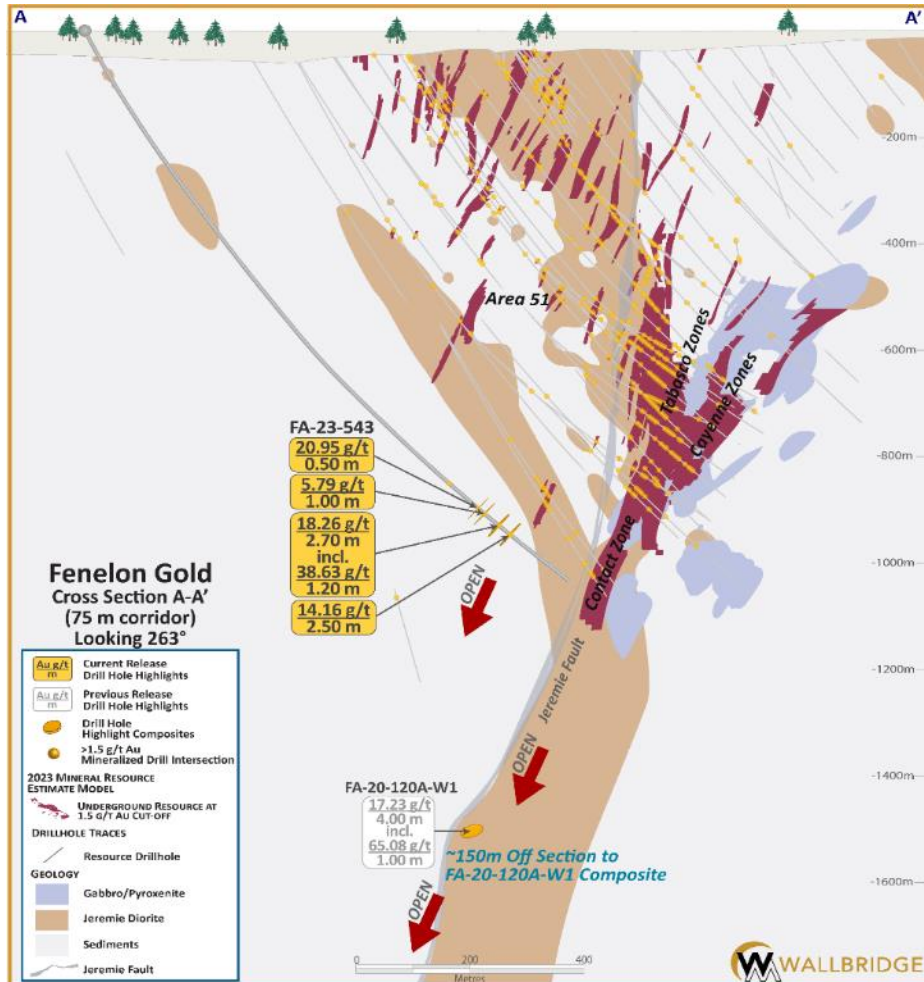 A
A'
-200m
-400m
Area 51
Tabasco Zones
-600m
Cayenne Zones
FA-23-543
20.95 g/t
0.50 m
5.79 g/t
1.00 m
18.26 g/t
2.70 m
incl.
38.63 g/t
1.20 m
14.16 g/t
2.50 m
-800m
Contact Zone
-1000m
OPEN
Fenelon Gold
Cross Section A-A'
(75 m corridor)
Looking 263°
-1200m
Jeremie Fault
OPEN
-1400m
FA-20-120A-W1
17.23 g/t
4.00 m
incl.
65.08 g/t
1.00 m
~150m Off Section to
FA-20-120A-W1 Composite
-1600m
OPEN
Au g/t
m
Current Release
Drill Hole Highlights
Au g/t
m
Previous Release
Drill Hole Highlights
Drill Hole
Highlight Composites
>1.5 g/t Au
Mineralized Drill Intersection
2023 MINERAL RESOURCE
ESTIMATE MODEL
UNDERGROUND RESOURCE AT
1.5 G/T AU CUT-OFF
DRILLHOLE TRACES
Resource Drillhole
GEOLOGY
Gabbro/Pyroxenite
Jeremie Diorite
Sediments
Jeremie Fault
0
200
400
Metres
WALLBRIDGE